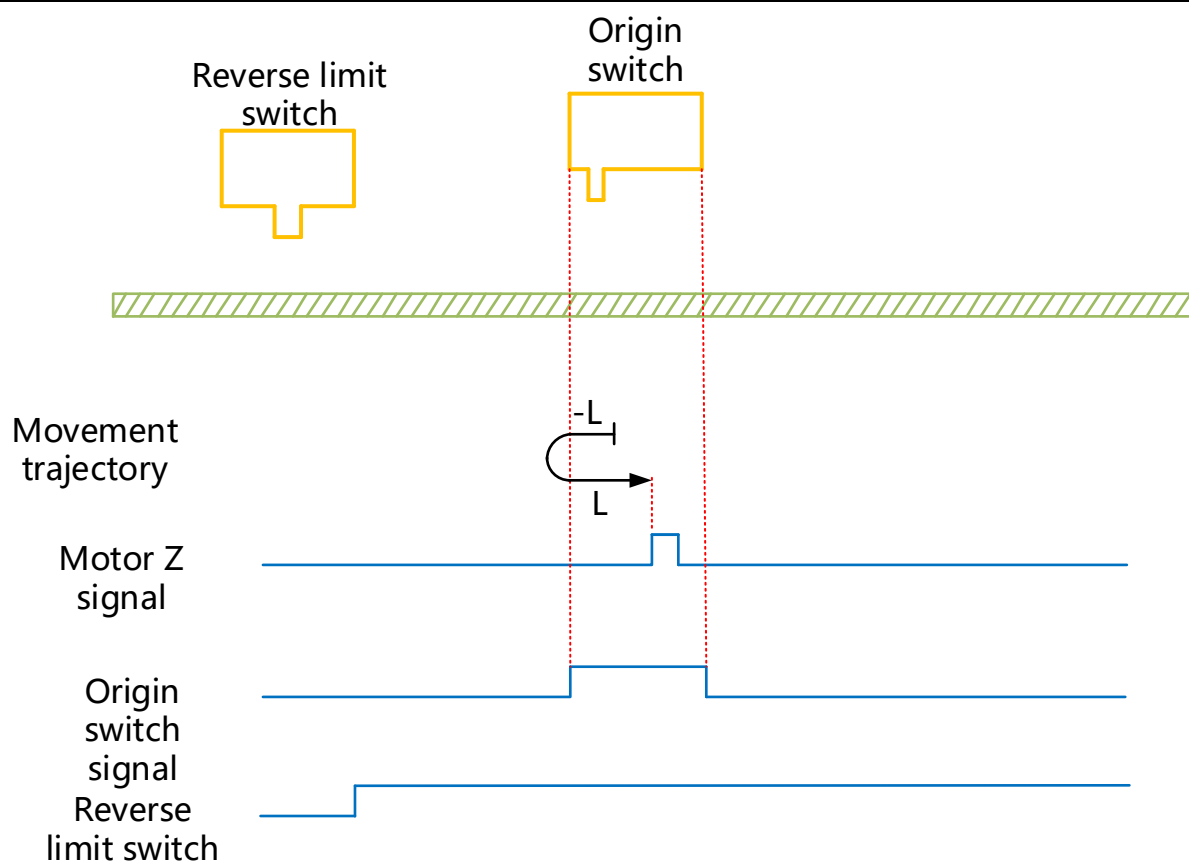 Origin
switch
Reverse limit
switch
-L
Movement
trajectory
L
Motor Z
signal
Origin
switch
signal
Reverse
limit switch